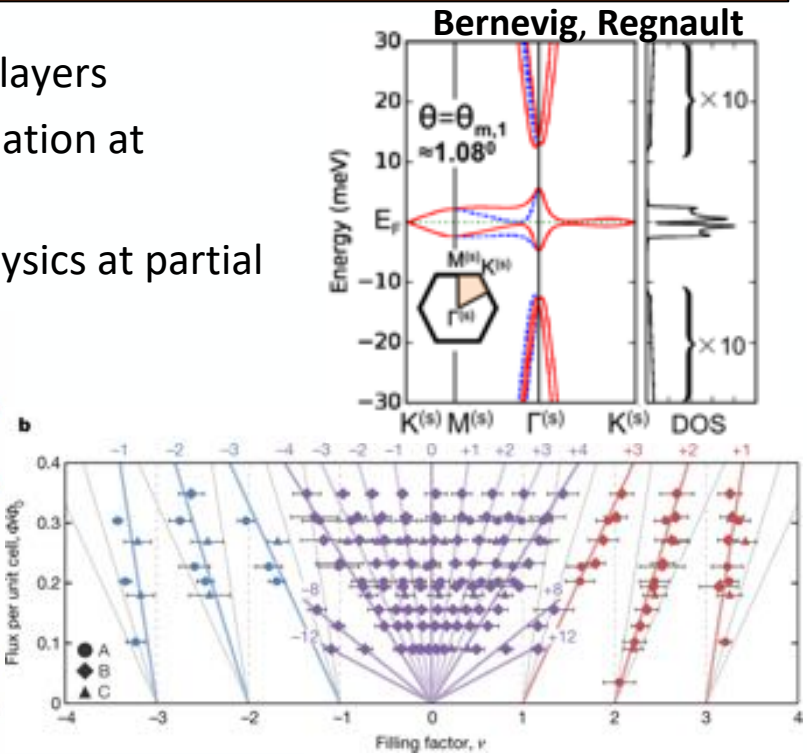 Bernevig, Regnault
layers
ation at
ysics at partial
30
20
10
E_F
−10
−20
−30
Energy (meV)
θ=θm,1
≈1.08⁰
M(s) K(s)
Γ(s)
×10
×10
K(s) M(s) Γ(s) K(s) DOS
b
−1 −2 −3 −4 −3 −2 −1 0 +1 +2 +3 +4 +3 +2 +1
0.4
0.3
0.2
0.1
0
Flux per unit cell, ϕ/ϕ0
−8 +8
−12 +12
A
B
C
−4 −3 −2 −1 0 1 2 3 4
Filling factor, ν